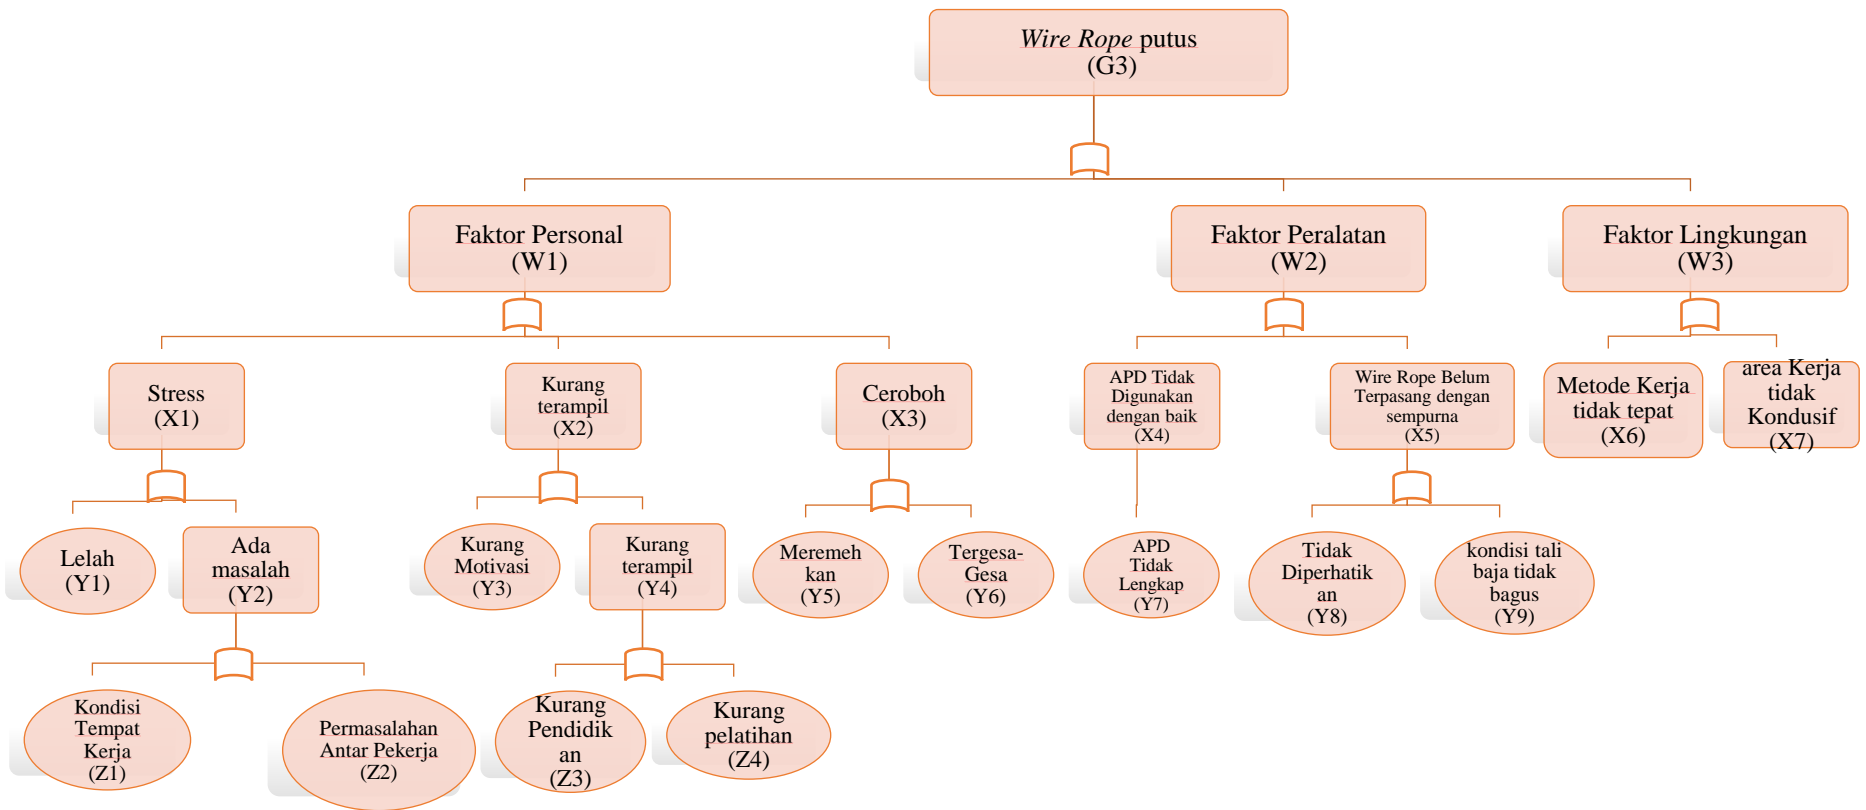 Wire Rope putus
(G3)
Faktor Personal
(W1)
Faktor Peralatan
(W2)
Faktor Lingkungan
(W3)
Stress
(X1)
Kurang
terampil
(X2)
Ceroboh
(X3)
APD Tidak
Digunakan
dengan baik
(X4)
Wire Rope Belum
Terpasang dengan
sempurna
(X5)
Metode Kerja
tidak tepat
(X6)
area Kerja
tidak
Kondusif
(X7)
Lelah
(Y1)
Ada
masalah
(Y2)
Kurang
Motivasi
(Y3)
Kurang
terampil
(Y4)
Meremeh
kan
(Y5)
Tergesa-
Gesa
(Y6)
APD
Tidak
Lengkap
(Y7)
Tidak
Diperhatik
an
(Y8)
kondisi tali
baja tidak
bagus
(Y9)
Kondisi
Tempat
Kerja
(Z1)
Permasalahan
Antar Pekerja
(Z2)
Kurang
Pendidik
an
(Z3)
Kurang
pelatihan
(Z4)